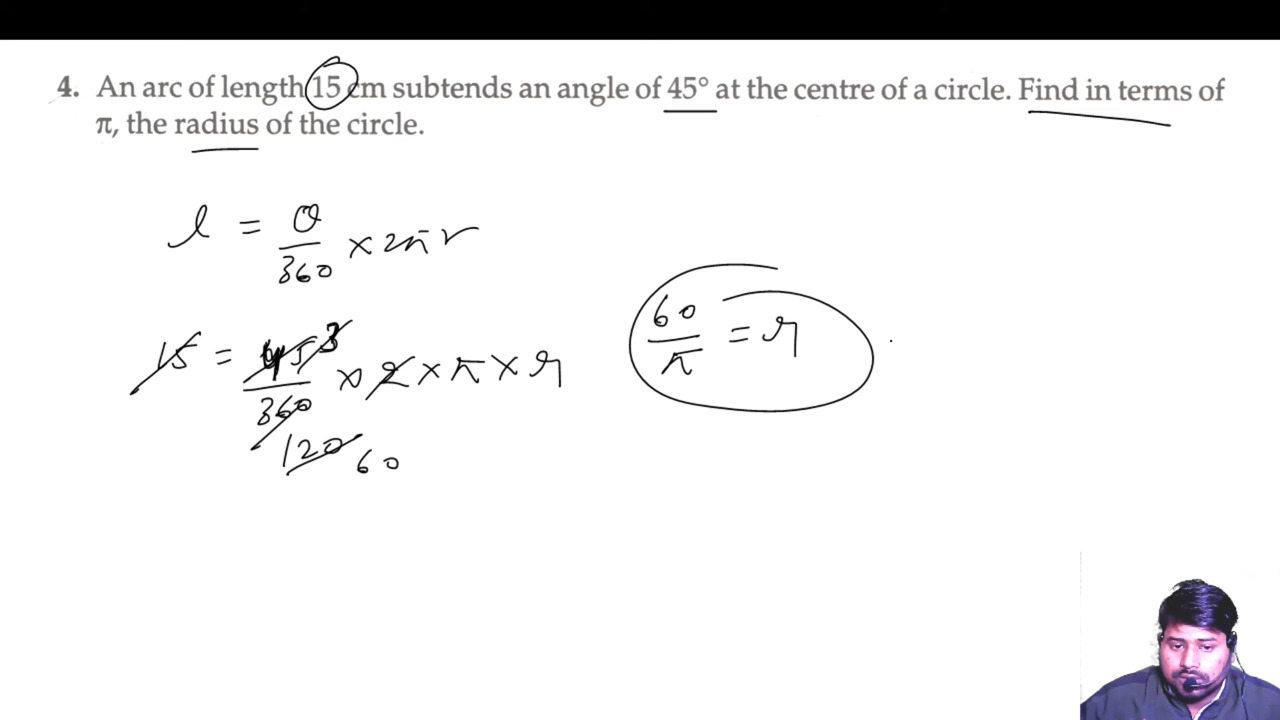 4. An arc of length 15 cm subtends an angle of 45° at the centre of a circle. Find in terms of
π, the radius of the circle.
l = θ/360 × 2πr
15 = 45/360 × 2 × π × r
3
120 60
60/π = r